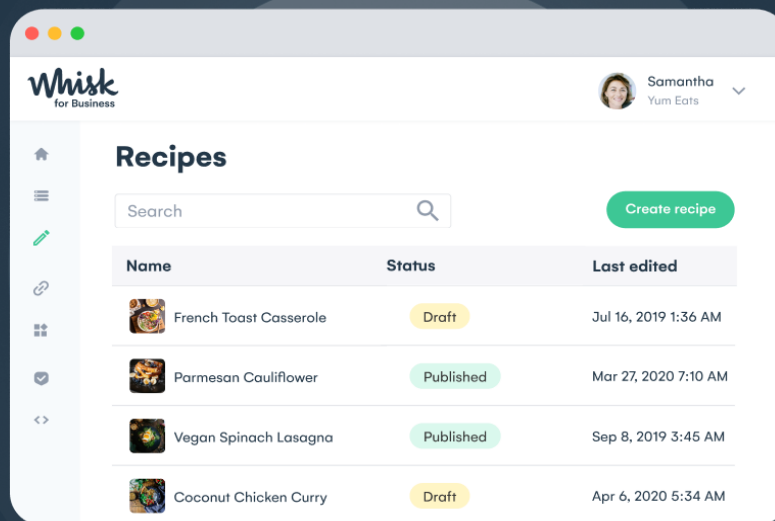 Whisk
for Business
Samantha
Yum Eats
Recipes
Search
Create recipe
Name Status Last edited
French Toast Casserole Draft Jul 16, 2019 1:36 AM
Parmesan Cauliflower Published Mar 27, 2020 7:10 AM
Vegan Spinach Lasagna Published Sep 8, 2019 3:45 AM
Coconut Chicken Curry Draft Apr 6, 2020 5:34 AM